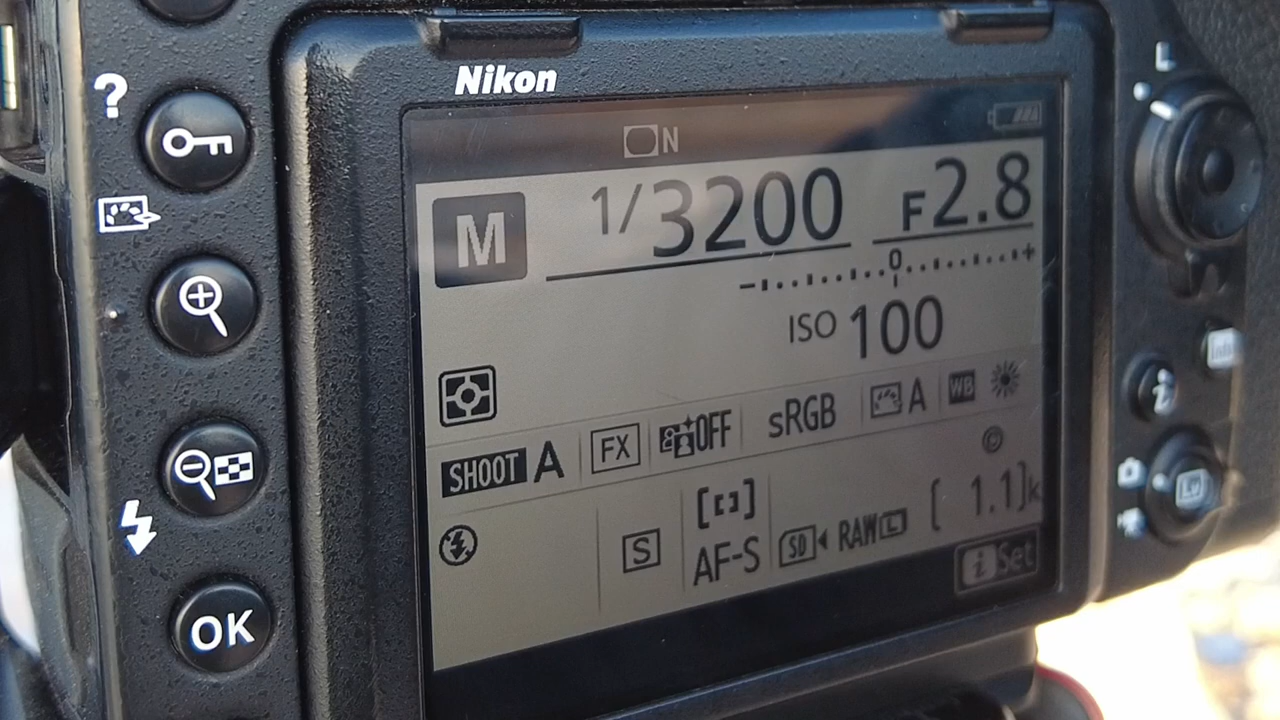 Nikon
?
L
N
M 1/3200 F2.8
- 0 +
ISO 100
SHOOT A FX OFF sRGB A WB
©
S [ ] AF-S SD RAW L [ 1.1]k
i Set
OK
i
Lv